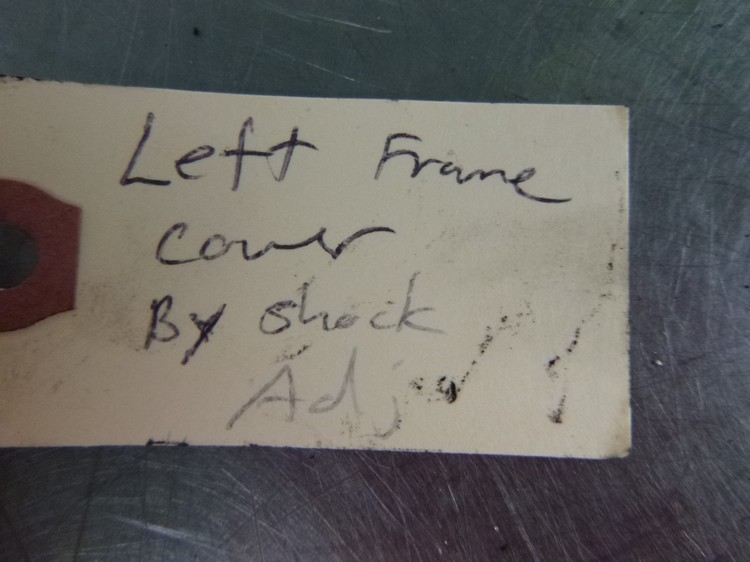 Left Frame
Cover
By shock
Adj